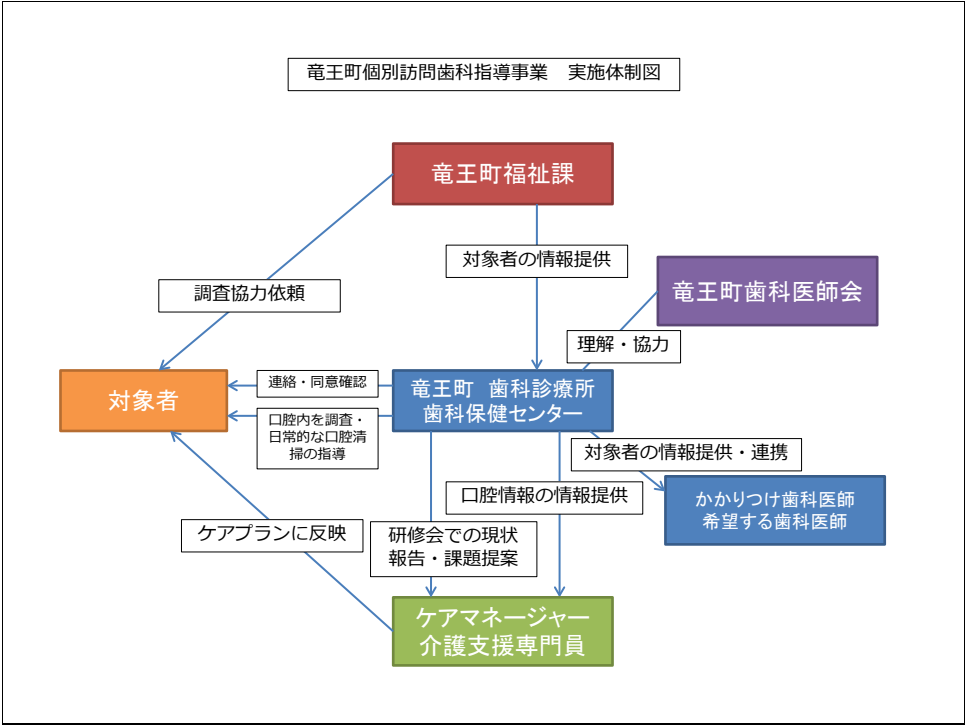 竜王町個別訪問歯科指導事業　実施体制図
竜王町福祉課
対象者の情報提供
竜王町歯科医師会
調査協力依頼
理解・協力
対象者
連絡・同意確認
口腔内を調査・
日常的な口腔清
掃の指導
竜王町　歯科診療所
歯科保健センター
対象者の情報提供・連携
口腔情報の情報提供
かかりつけ歯科医師
希望する歯科医師
ケアプランに反映
研修会での現状
報告・課題提案
ケアマネージャー
介護支援専門員